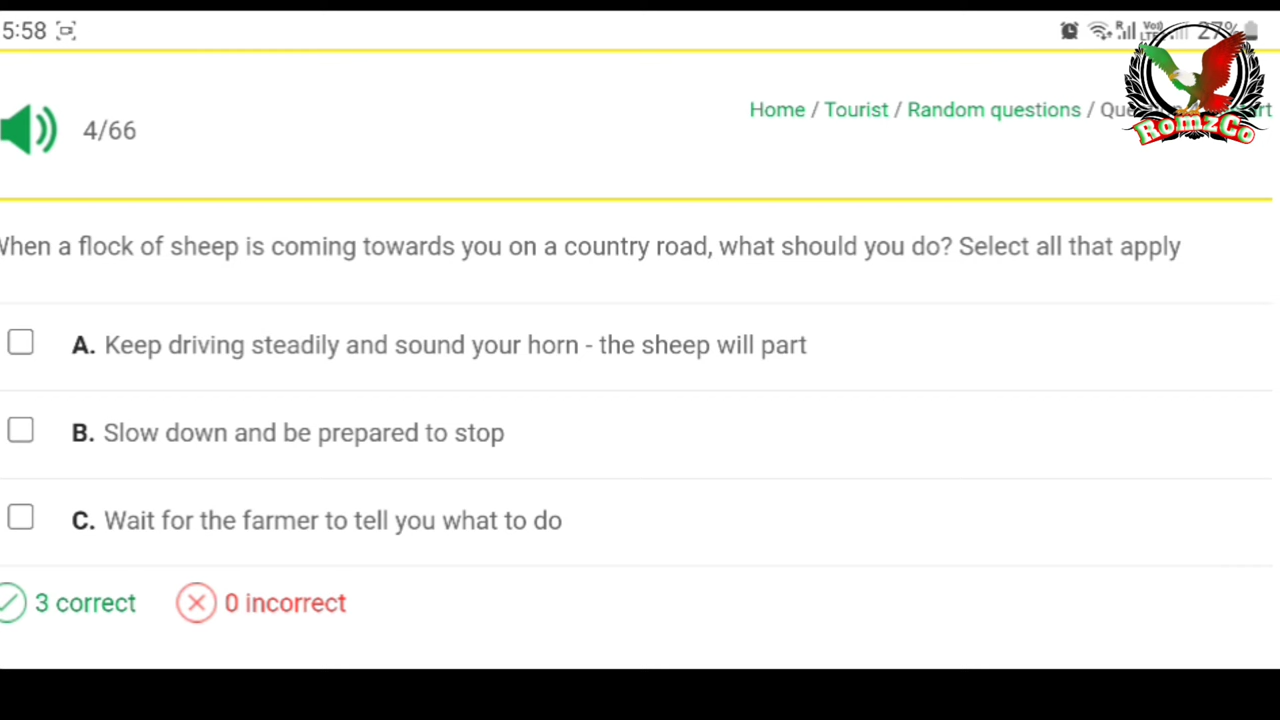 5:58
27%
4/66
Home / Tourist / Random questions /
RomzCo
When a flock of sheep is coming towards you on a country road, what should you do? Select all that apply
A. Keep driving steadily and sound your horn - the sheep will part
B. Slow down and be prepared to stop
C. Wait for the farmer to tell you what to do
3 correct 0 incorrect